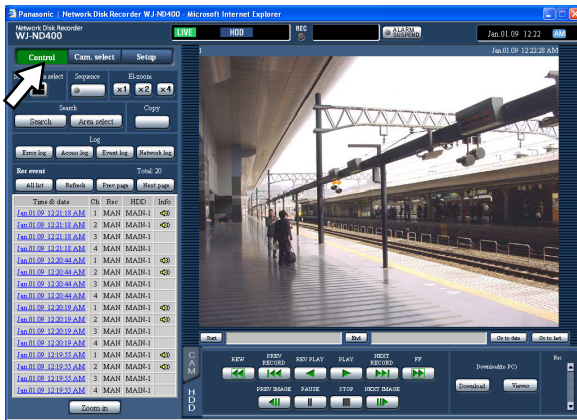 Panasonic | Network Disk Recorder WJ-ND400 - Microsoft Internet Explorer
Network Disk Recorder
WJ-ND400
LIVE HDD REC ALARM SUSPEND Jan.01.09 12:22 AM
Control Cam. select Setup
1 Jan.01.09 12:22:28 AM
select Sequence El-zoom
x1 x2 x4
Search Copy
Search Area select
Log
Error log Access log Event log Network log
Rec event Total: 20
All list Refresh Prev page Next page
Time & date Ch Rec HDD Info
Jan.01.09 12:21:18 AM 1 MAN MAIN-1
Jan.01.09 12:21:18 AM 2 MAN MAIN-1
Jan.01.09 12:21:18 AM 3 MAN MAIN-1
Jan.01.09 12:21:18 AM 4 MAN MAIN-1
Jan.01.09 12:20:44 AM 1 MAN MAIN-1
Jan.01.09 12:20:44 AM 2 MAN MAIN-1
Jan.01.09 12:20:44 AM 3 MAN MAIN-1
Jan.01.09 12:20:44 AM 4 MAN MAIN-1
Jan.01.09 12:20:19 AM 1 MAN MAIN-1
Jan.01.09 12:20:19 AM 2 MAN MAIN-1
Jan.01.09 12:20:19 AM 3 MAN MAIN-1
Jan.01.09 12:20:19 AM 4 MAN MAIN-1
Jan.01.09 12:19:55 AM 1 MAN MAIN-1
Jan.01.09 12:19:55 AM 2 MAN MAIN-1
Jan.01.09 12:19:55 AM 3 MAN MAIN-1
Jan.01.09 12:19:55 AM 4 MAN MAIN-1
Zoom in
Start End Go to date Go to last
CAM
HDD
REW PREV RECORD REV PLAY PLAY NEXT RECORD FF
PREV IMAGE PAUSE STOP NEXT IMAGE
Download(to PC)
Download Viewer
Rec